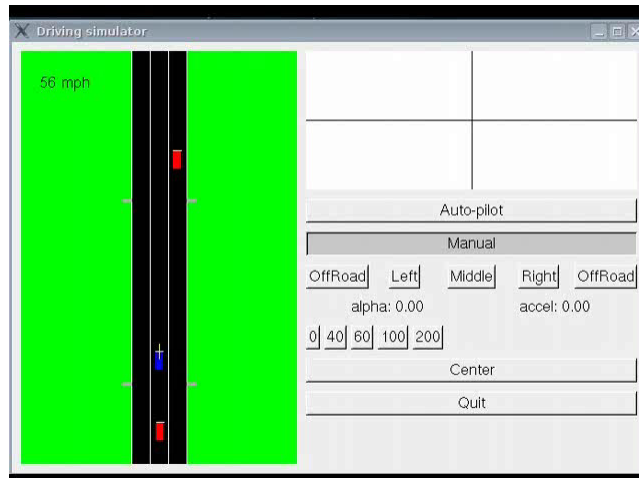 Driving simulator
56 mph
Auto-pilot
Manual
OffRoad Left Middle Right OffRoad
alpha: 0.00 accel: 0.00
0 40 60 100 200
Center
Quit